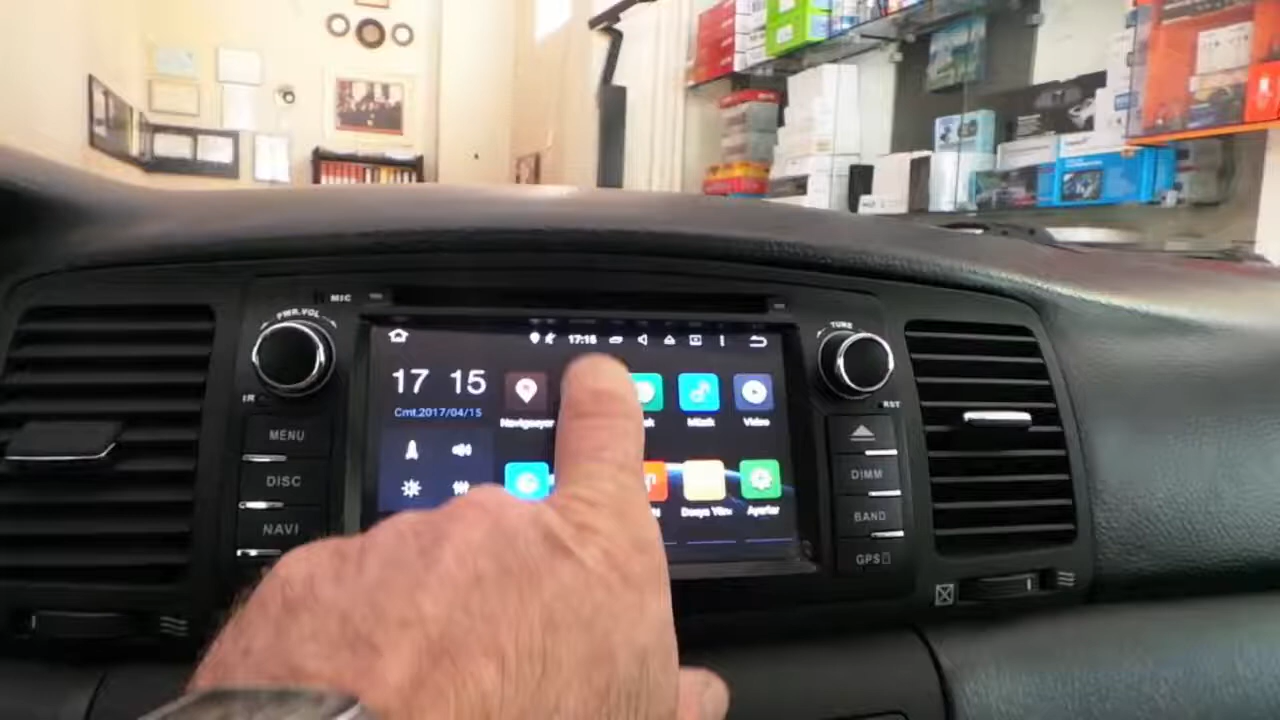 MIC
PWR.VOL
TUNE
IR
RST
MENU
DISC
NAVI
DIMM
BAND
GPS
17:15
17 15
Cmt.2017/04/15
Navigasyon
Müzik
Video
Dosya Yön
Ayarlar